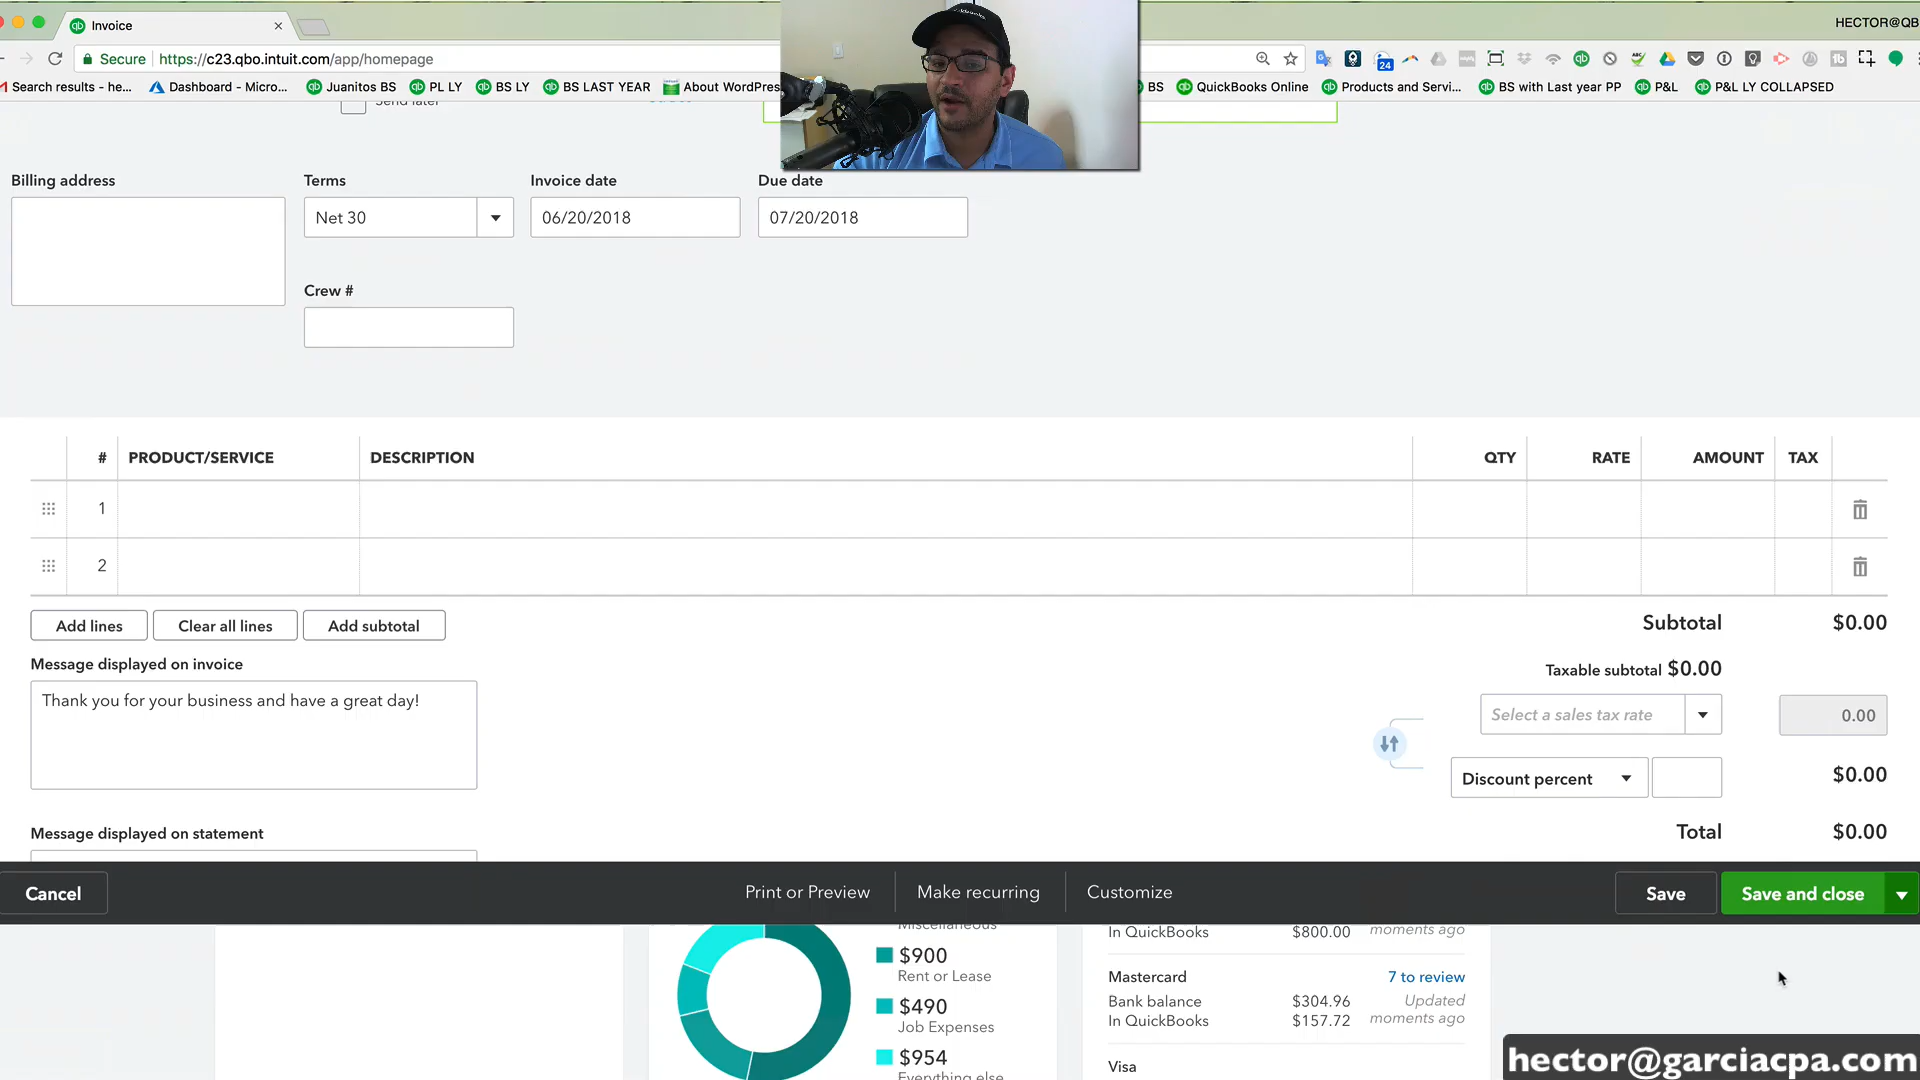 Invoice
HECTOR@QB
Secure https://c23.qbo.intuit.com/app/homepage
24
Search results - he... Dashboard - Micro... Juanitos BS PL LY BS LY BS LAST YEAR About WordPres BS QuickBooks Online Products and Servi... BS with Last year PP P&L P&L LY COLLAPSED
Send later
Billing address Terms Invoice date Due date
Net 30 06/20/2018 07/20/2018
Crew #
# PRODUCT/SERVICE DESCRIPTION QTY RATE AMOUNT TAX
1
2
Add lines Clear all lines Add subtotal Subtotal $0.00
Message displayed on invoice Taxable subtotal $0.00
Thank you for your business and have a great day! Select a sales tax rate 0.00
Discount percent $0.00
Message displayed on statement Total $0.00
Cancel Print or Preview Make recurring Customize Save Save and close
Miscellaneous In QuickBooks $800.00 moments ago
$900
Rent or Lease Mastercard 7 to review
$490 Bank balance $304.96 Updated
Job Expenses In QuickBooks $157.72 moments ago
$954 Visa
Everything else
hector@garciacpa.com